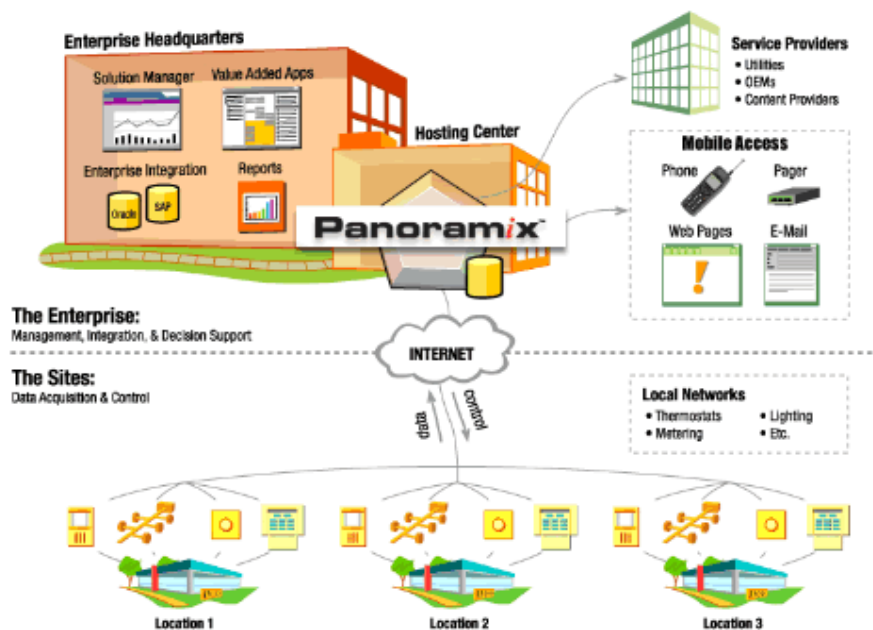 Enterprise Headquarters
Solution Manager
Value Added Apps
Enterprise Integration
Reports
Oracle
SAP
Hosting Center
Panoramix™
Service Providers
• Utilities
• OEMs
• Content Providers
Mobile Access
Phone
Pager
Web Pages
E-Mail
!
The Enterprise:
Management, Integration, & Decision Support
INTERNET
The Sites:
Data Acquisition & Control
data
control
Local Networks
• Thermostats
• Lighting
• Metering
• Etc.
Location 1
Location 2
Location 3